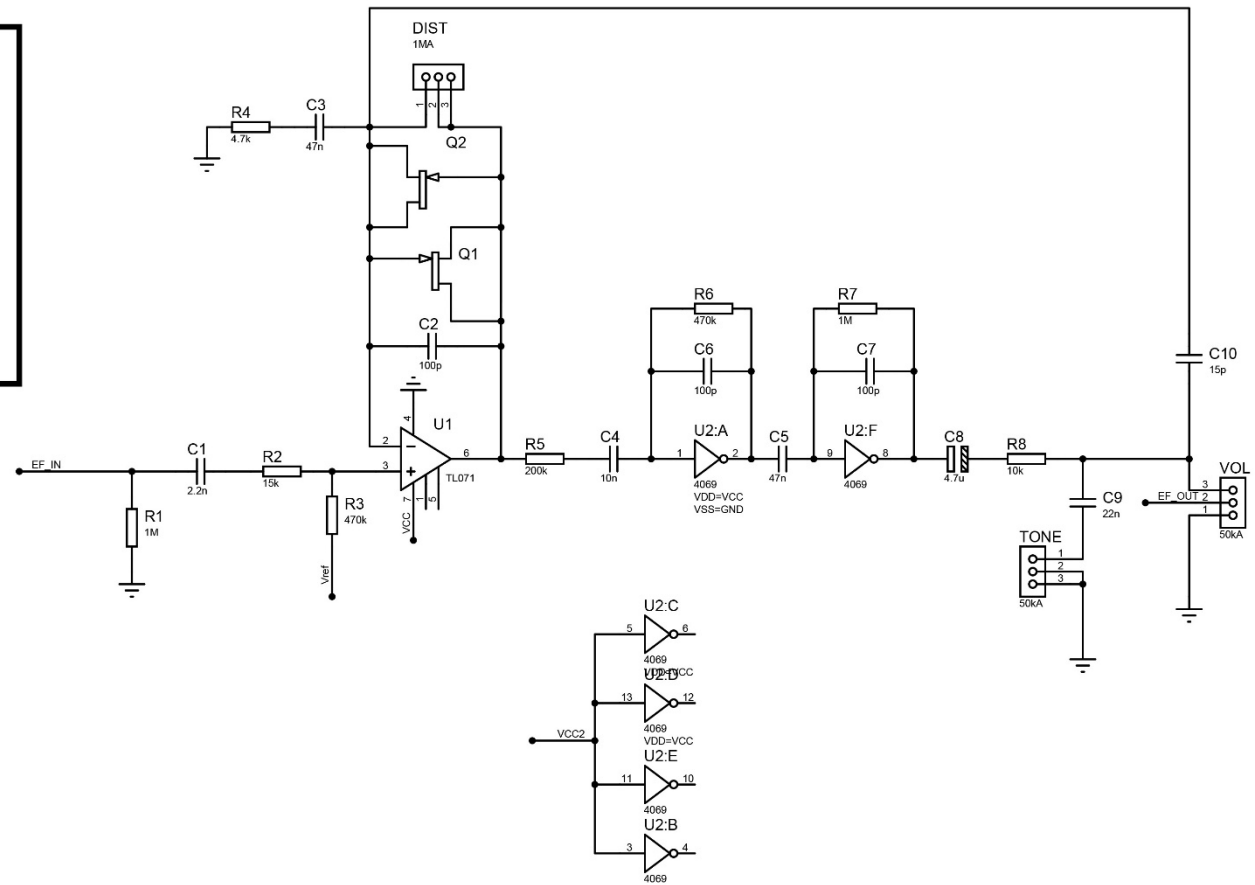 DIST
1MA
1 2 3
R4
4.7k
C3
47n
Q2
Q1
C2
100p
R6
470k
C6
100p
R7
1M
C7
100p
C10
15p
4
U1
2
3
6
TL071
7
1
5
VCC
EF_IN
R1
1M
C1
2.2n
R2
15k
R3
470k
Vref
R5
200k
C4
10n
U2:A
1
2
4069
VDD=VCC
VSS=GND
C5
47n
U2:F
9
8
4069
C8
4.7u
R8
10k
C9
22n
VOL
3
EF_OUT 2
1
50kA
TONE
1
2
3
50kA
U2:C
5
6
4069
VDD=VCC
U2:D
13
12
4069
VDD=VCC
VCC2
U2:E
11
10
4069
U2:B
3
4
4069